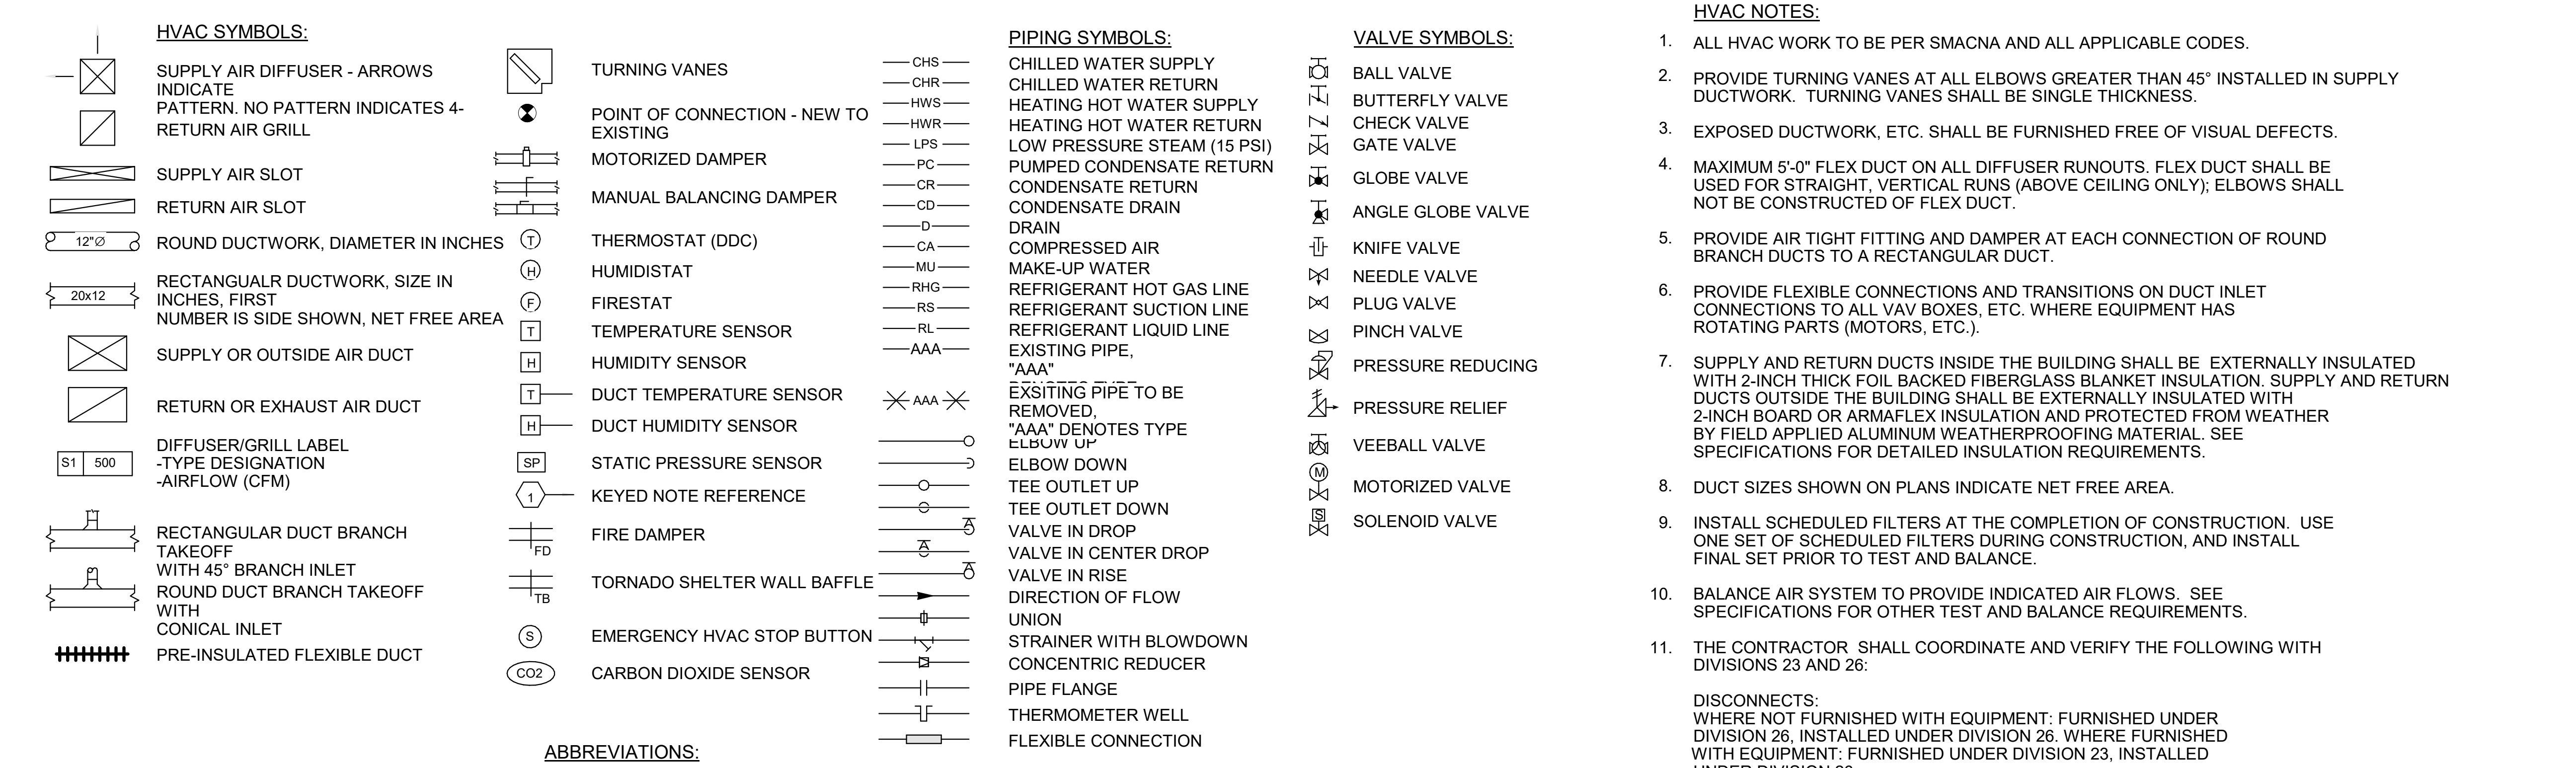 HVAC SYMBOLS:
SUPPLY AIR DIFFUSER - ARROWS
INDICATE
PATTERN. NO PATTERN INDICATES 4-
RETURN AIR GRILL
SUPPLY AIR SLOT
RETURN AIR SLOT
12"Ø
ROUND DUCTWORK, DIAMETER IN INCHES
20x12
RECTANGUALR DUCTWORK, SIZE IN
INCHES, FIRST
NUMBER IS SIDE SHOWN, NET FREE AREA
SUPPLY OR OUTSIDE AIR DUCT
RETURN OR EXHAUST AIR DUCT
S1 500
DIFFUSER/GRILL LABEL
-TYPE DESIGNATION
-AIRFLOW (CFM)
RECTANGULAR DUCT BRANCH
TAKEOFF
WITH 45° BRANCH INLET
ROUND DUCT BRANCH TAKEOFF
WITH
CONICAL INLET
PRE-INSULATED FLEXIBLE DUCT
TURNING VANES
POINT OF CONNECTION - NEW TO
EXISTING
MOTORIZED DAMPER
MANUAL BALANCING DAMPER
T THERMOSTAT (DDC)
H HUMIDISTAT
F FIRESTAT
T TEMPERATURE SENSOR
H HUMIDITY SENSOR
T DUCT TEMPERATURE SENSOR
H DUCT HUMIDITY SENSOR
SP STATIC PRESSURE SENSOR
1 KEYED NOTE REFERENCE
FIRE DAMPER
FD
TORNADO SHELTER WALL BAFFLE
TB
S EMERGENCY HVAC STOP BUTTON
CO2 CARBON DIOXIDE SENSOR
ABBREVIATIONS:
PIPING SYMBOLS:
CHS CHILLED WATER SUPPLY
CHR CHILLED WATER RETURN
HWS HEATING HOT WATER SUPPLY
HWR HEATING HOT WATER RETURN
LPS LOW PRESSURE STEAM (15 PSI)
PC PUMPED CONDENSATE RETURN
CR CONDENSATE RETURN
CD CONDENSATE DRAIN
D DRAIN
CA COMPRESSED AIR
MU MAKE-UP WATER
RHG REFRIGERANT HOT GAS LINE
RS REFRIGERANT SUCTION LINE
RL REFRIGERANT LIQUID LINE
AAA EXISTING PIPE,
"AAA"
EXSITING PIPE TO BE
AAA REMOVED,
"AAA" DENOTES TYPE
ELBOW UP
ELBOW DOWN
TEE OUTLET UP
TEE OUTLET DOWN
A VALVE IN DROP
A VALVE IN CENTER DROP
A VALVE IN RISE
DIRECTION OF FLOW
UNION
STRAINER WITH BLOWDOWN
CONCENTRIC REDUCER
PIPE FLANGE
THERMOMETER WELL
FLEXIBLE CONNECTION
VALVE SYMBOLS:
BALL VALVE
BUTTERFLY VALVE
CHECK VALVE
GATE VALVE
GLOBE VALVE
ANGLE GLOBE VALVE
KNIFE VALVE
NEEDLE VALVE
PLUG VALVE
PINCH VALVE
PRESSURE REDUCING
PRESSURE RELIEF
VEEBALL VALVE
M
MOTORIZED VALVE
S
SOLENOID VALVE
HVAC NOTES:
1. ALL HVAC WORK TO BE PER SMACNA AND ALL APPLICABLE CODES.
2. PROVIDE TURNING VANES AT ALL ELBOWS GREATER THAN 45° INSTALLED IN SUPPLY
DUCTWORK. TURNING VANES SHALL BE SINGLE THICKNESS.
3. EXPOSED DUCTWORK, ETC. SHALL BE FURNISHED FREE OF VISUAL DEFECTS.
4. MAXIMUM 5'-0" FLEX DUCT ON ALL DIFFUSER RUNOUTS. FLEX DUCT SHALL BE
USED FOR STRAIGHT, VERTICAL RUNS (ABOVE CEILING ONLY); ELBOWS SHALL
NOT BE CONSTRUCTED OF FLEX DUCT.
5. PROVIDE AIR TIGHT FITTING AND DAMPER AT EACH CONNECTION OF ROUND
BRANCH DUCTS TO A RECTANGULAR DUCT.
6. PROVIDE FLEXIBLE CONNECTIONS AND TRANSITIONS ON DUCT INLET
CONNECTIONS TO ALL VAV BOXES, ETC. WHERE EQUIPMENT HAS
ROTATING PARTS (MOTORS, ETC.).
7. SUPPLY AND RETURN DUCTS INSIDE THE BUILDING SHALL BE EXTERNALLY INSULATED
WITH 2-INCH THICK FOIL BACKED FIBERGLASS BLANKET INSULATION. SUPPLY AND RETURN
DUCTS OUTSIDE THE BUILDING SHALL BE EXTERNALLY INSULATED WITH
2-INCH BOARD OR ARMAFLEX INSULATION AND PROTECTED FROM WEATHER
BY FIELD APPLIED ALUMINUM WEATHERPROOFING MATERIAL. SEE
SPECIFICATIONS FOR DETAILED INSULATION REQUIREMENTS.
8. DUCT SIZES SHOWN ON PLANS INDICATE NET FREE AREA.
9. INSTALL SCHEDULED FILTERS AT THE COMPLETION OF CONSTRUCTION. USE
ONE SET OF SCHEDULED FILTERS DURING CONSTRUCTION, AND INSTALL
FINAL SET PRIOR TO TEST AND BALANCE.
10. BALANCE AIR SYSTEM TO PROVIDE INDICATED AIR FLOWS. SEE
SPECIFICATIONS FOR OTHER TEST AND BALANCE REQUIREMENTS.
11. THE CONTRACTOR SHALL COORDINATE AND VERIFY THE FOLLOWING WITH
DIVISIONS 23 AND 26:
DISCONNECTS:
WHERE NOT FURNISHED WITH EQUIPMENT: FURNISHED UNDER
DIVISION 26, INSTALLED UNDER DIVISION 26. WHERE FURNISHED
WITH EQUIPMENT: FURNISHED UNDER DIVISION 23, INSTALLED